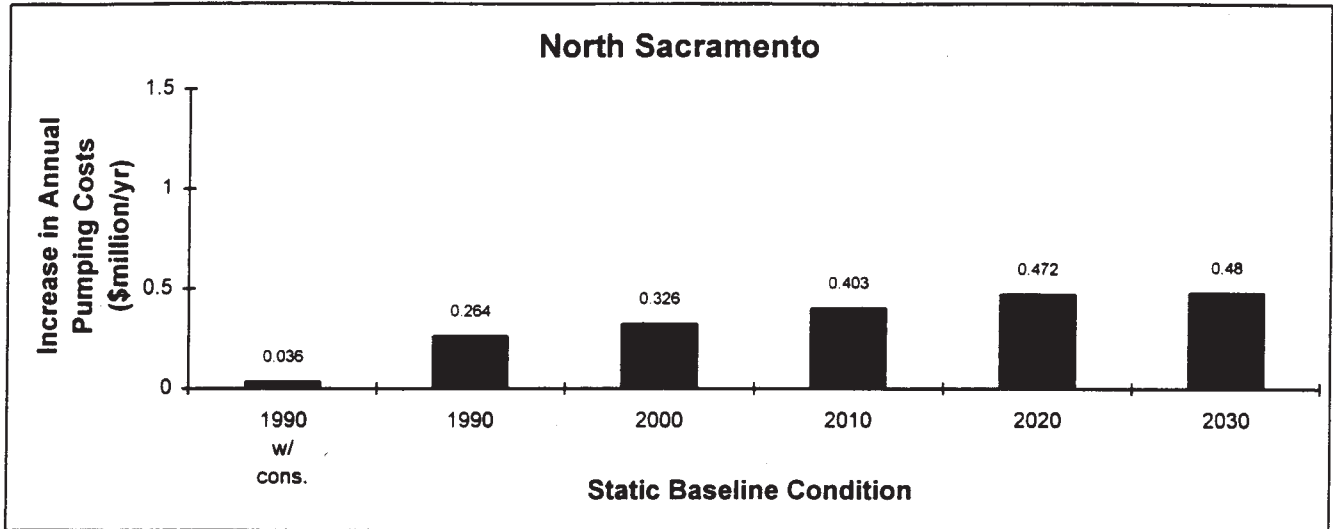 North Sacramento
Increase in Annual
Pumping Costs
($million/yr)
1.5
1
0.5
0
0.036
0.264
0.326
0.403
0.472
0.48
1990
w/
cons.
1990
2000
2010
2020
2030
Static Baseline Condition